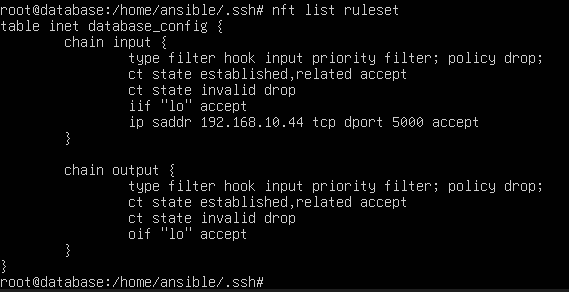 root@database:/home/ansible/.ssh# nft list ruleset
table inet database_config {
        chain input {
                type filter hook input priority filter; policy drop;
                ct state established,related accept
                ct state invalid drop
                iif "lo" accept
                ip saddr 192.168.10.44 tcp dport 5000 accept
        }

        chain output {
                type filter hook input priority filter; policy drop;
                ct state established,related accept
                ct state invalid drop
                oif "lo" accept
        }
}
root@database:/home/ansible/.ssh#